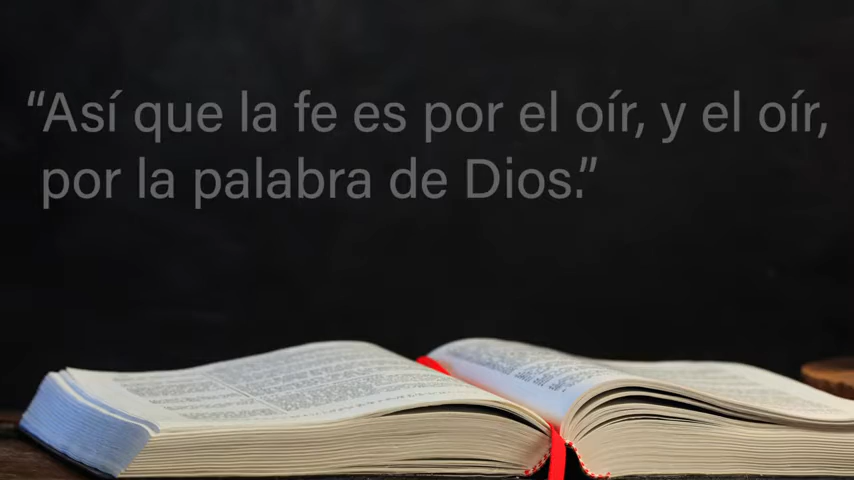 “Así que la fe es por el oír, y el oír,
por la palabra de Dios.”